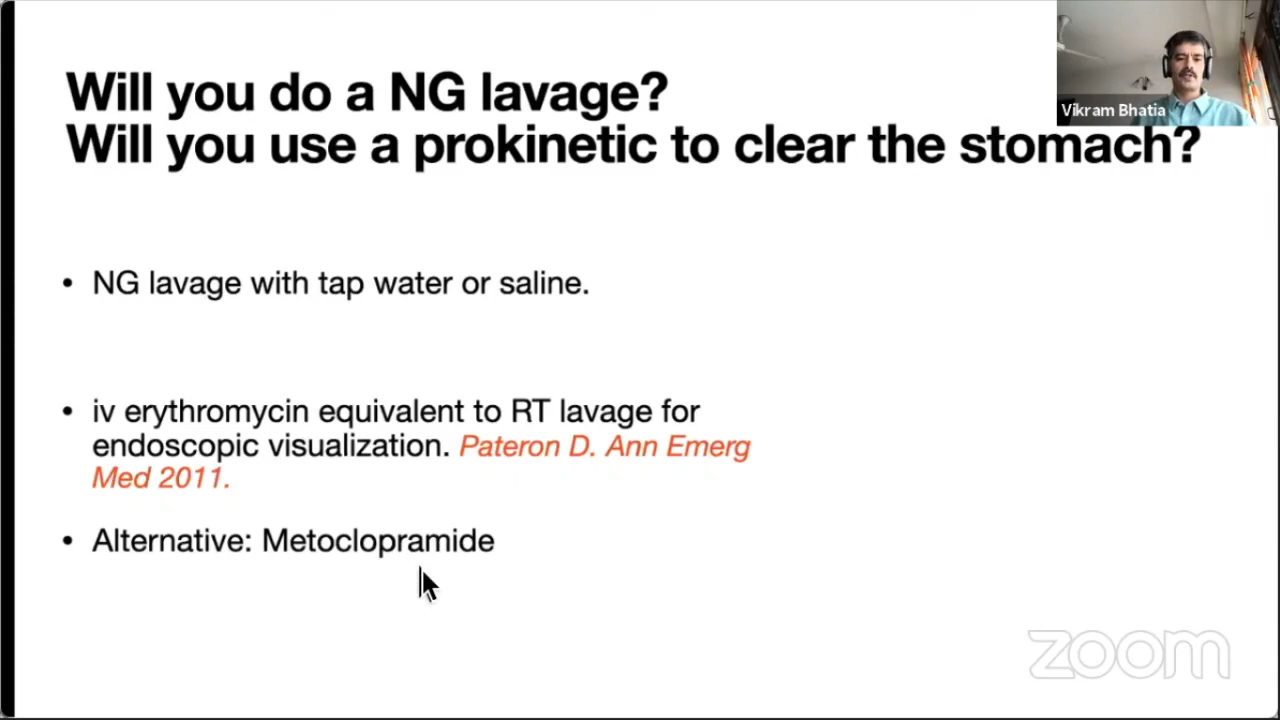 Will you do a NG lavage?
Will you use a prokinetic to clear the stomach?
Vikram Bhatia
• NG lavage with tap water or saline.
• iv erythromycin equivalent to RT lavage for
endoscopic visualization. Pateron D. Ann Emerg
Med 2011.
• Alternative: Metoclopramide
zoom